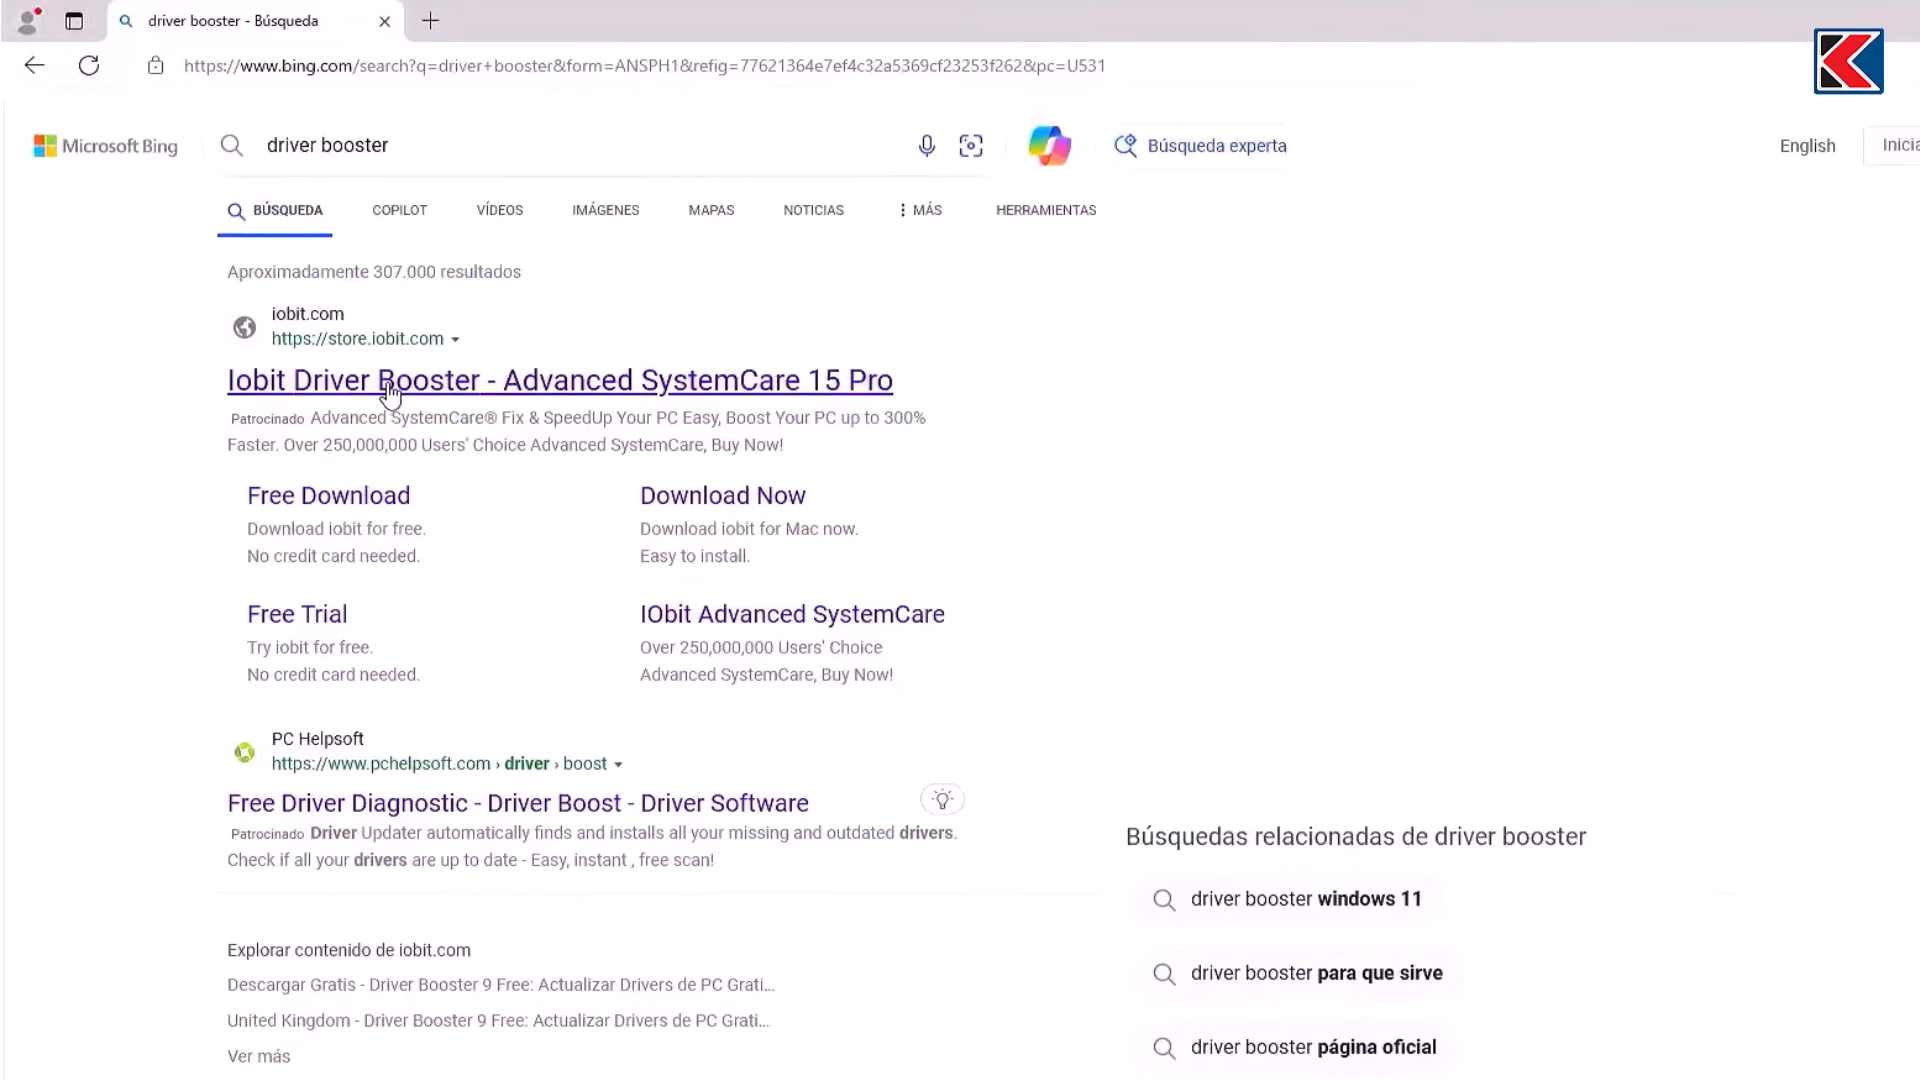 driver booster - Búsqueda
https://www.bing.com/search?q=driver+booster&form=ANSPH1&refig=77621364e7ef4c32a5369cf23253f262&pc=U531
Microsoft Bing
driver booster
Búsqueda experta
English
Inicia
BÚSQUEDA
COPILOT
VÍDEOS
IMÁGENES
MAPAS
NOTICIAS
MÁS
HERRAMIENTAS
Aproximadamente 307.000 resultados
iobit.com
https://store.iobit.com
Iobit Driver Booster - Advanced SystemCare 15 Pro
Patrocinado Advanced SystemCare® Fix & SpeedUp Your PC Easy, Boost Your PC up to 300%
Faster. Over 250,000,000 Users' Choice Advanced SystemCare, Buy Now!
Free Download
Download iobit for free.
No credit card needed.
Download Now
Download iobit for Mac now.
Easy to install.
Free Trial
Try iobit for free.
No credit card needed.
IObit Advanced SystemCare
Over 250,000,000 Users' Choice
Advanced SystemCare, Buy Now!
PC Helpsoft
https://www.pchelpsoft.com › driver › boost
Free Driver Diagnostic - Driver Boost - Driver Software
Patrocinado Driver Updater automatically finds and installs all your missing and outdated drivers.
Check if all your drivers are up to date - Easy, instant , free scan!
Explorar contenido de iobit.com
Descargar Gratis - Driver Booster 9 Free: Actualizar Drivers de PC Grati...
United Kingdom - Driver Booster 9 Free: Actualizar Drivers de PC Grati...
Ver más
Búsquedas relacionadas de driver booster
driver booster windows 11
driver booster para que sirve
driver booster página oficial